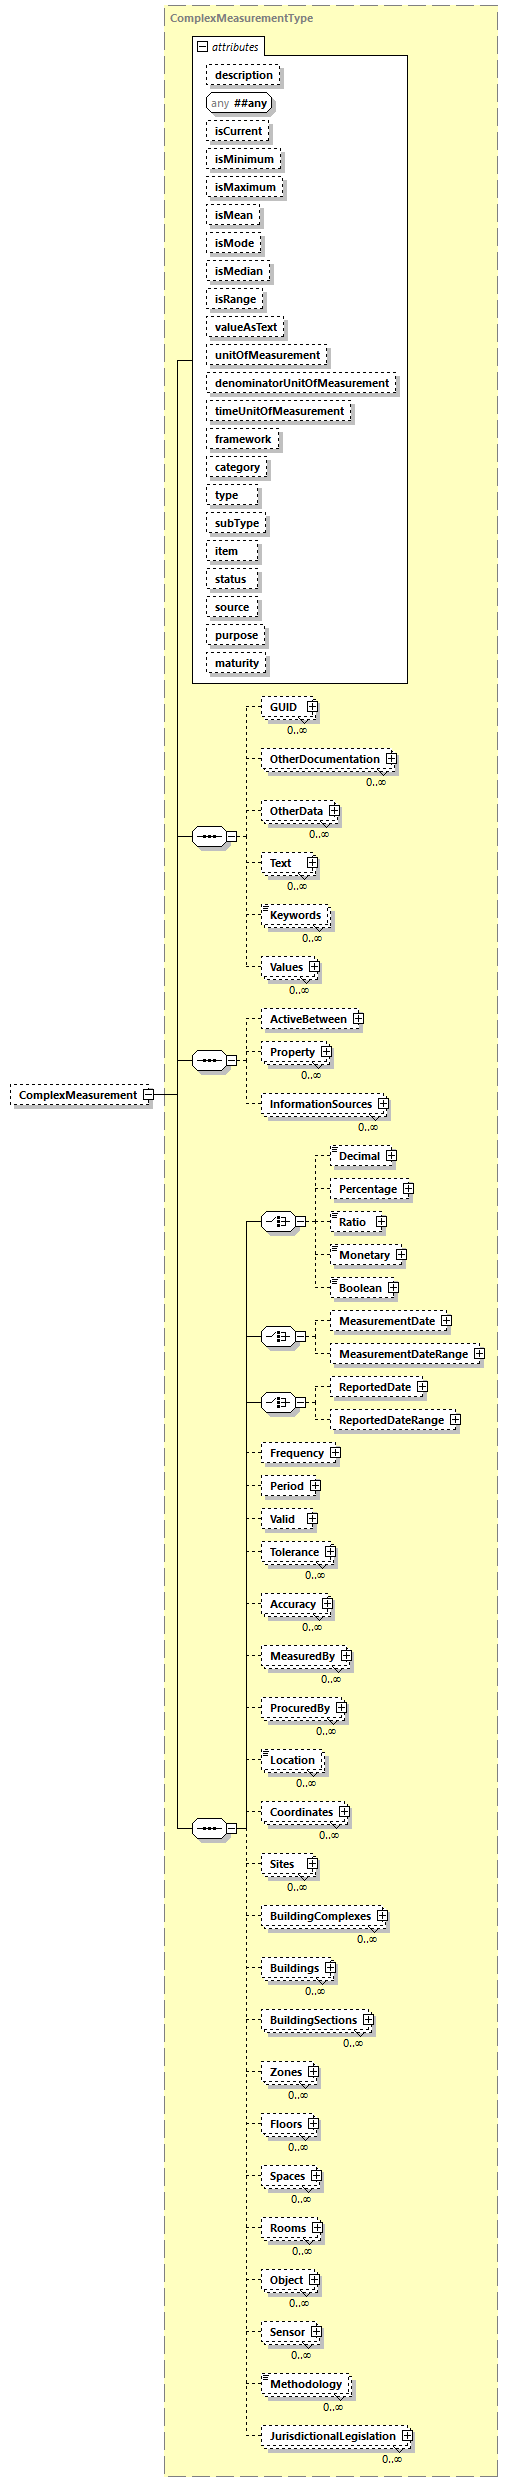 ComplexMeasurementType
attributes
description
any ##any
isCurrent
isMinimum
isMaximum
isMean
isMode
isMedian
isRange
valueAsText
unitOfMeasurement
denominatorUnitOfMeasurement
timeUnitOfMeasurement
framework
category
type
subType
item
status
source
purpose
maturity
GUID
0..∞
OtherDocumentation
0..∞
OtherData
0..∞
Text
0..∞
Keywords
0..∞
Values
0..∞
ActiveBetween
Property
0..∞
ComplexMeasurement
InformationSources
0..∞
Decimal
Percentage
Ratio
Monetary
Boolean
MeasurementDate
MeasurementDateRange
ReportedDate
ReportedDateRange
Frequency
Period
Valid
Tolerance
0..∞
Accuracy
0..∞
MeasuredBy
0..∞
ProcuredBy
0..∞
Location
0..∞
Coordinates
0..∞
Sites
0..∞
BuildingComplexes
0..∞
Buildings
0..∞
BuildingSections
0..∞
Zones
0..∞
Floors
0..∞
Spaces
0..∞
Rooms
0..∞
Object
0..∞
Sensor
0..∞
Methodology
0..∞
JurisdictionalLegislation
0..∞